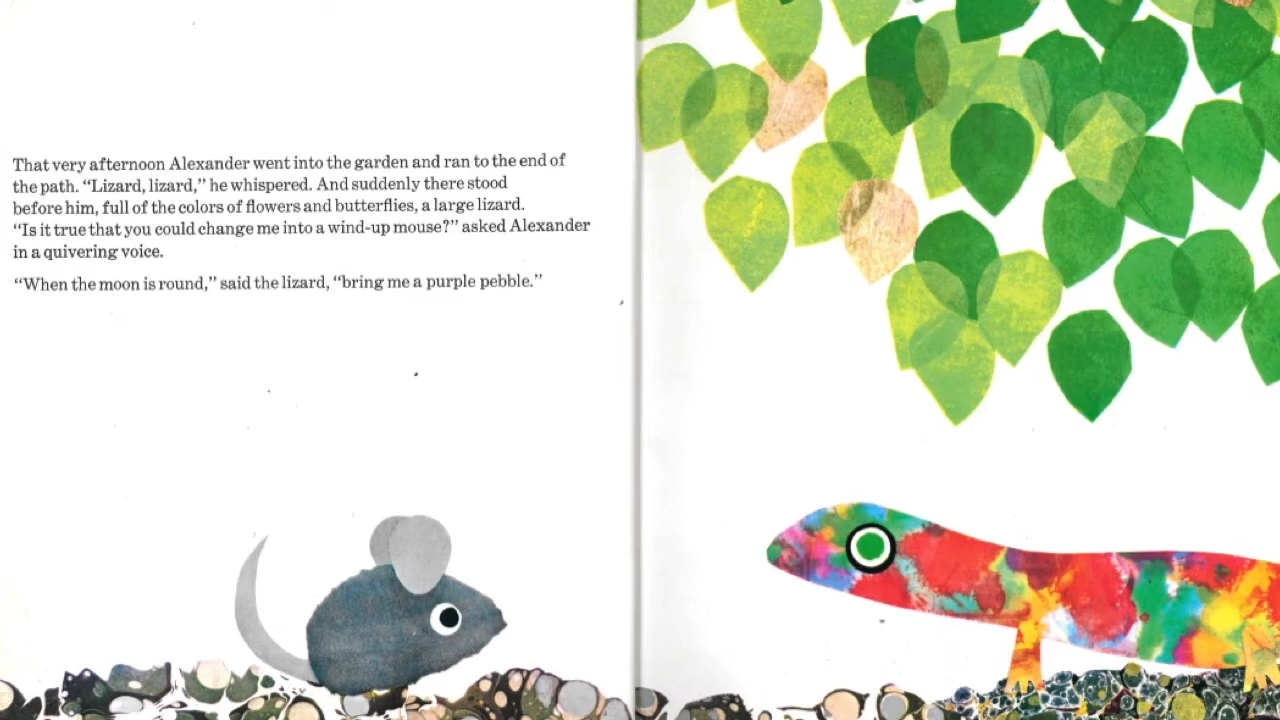 That very afternoon Alexander went into the garden and ran to the end of
the path. “Lizard, lizard,” he whispered. And suddenly there stood
before him, full of the colors of flowers and butterflies, a large lizard.
“Is it true that you could change me into a wind-up mouse?” asked Alexander
in a quivering voice.
“When the moon is round,” said the lizard, “bring me a purple pebble.”